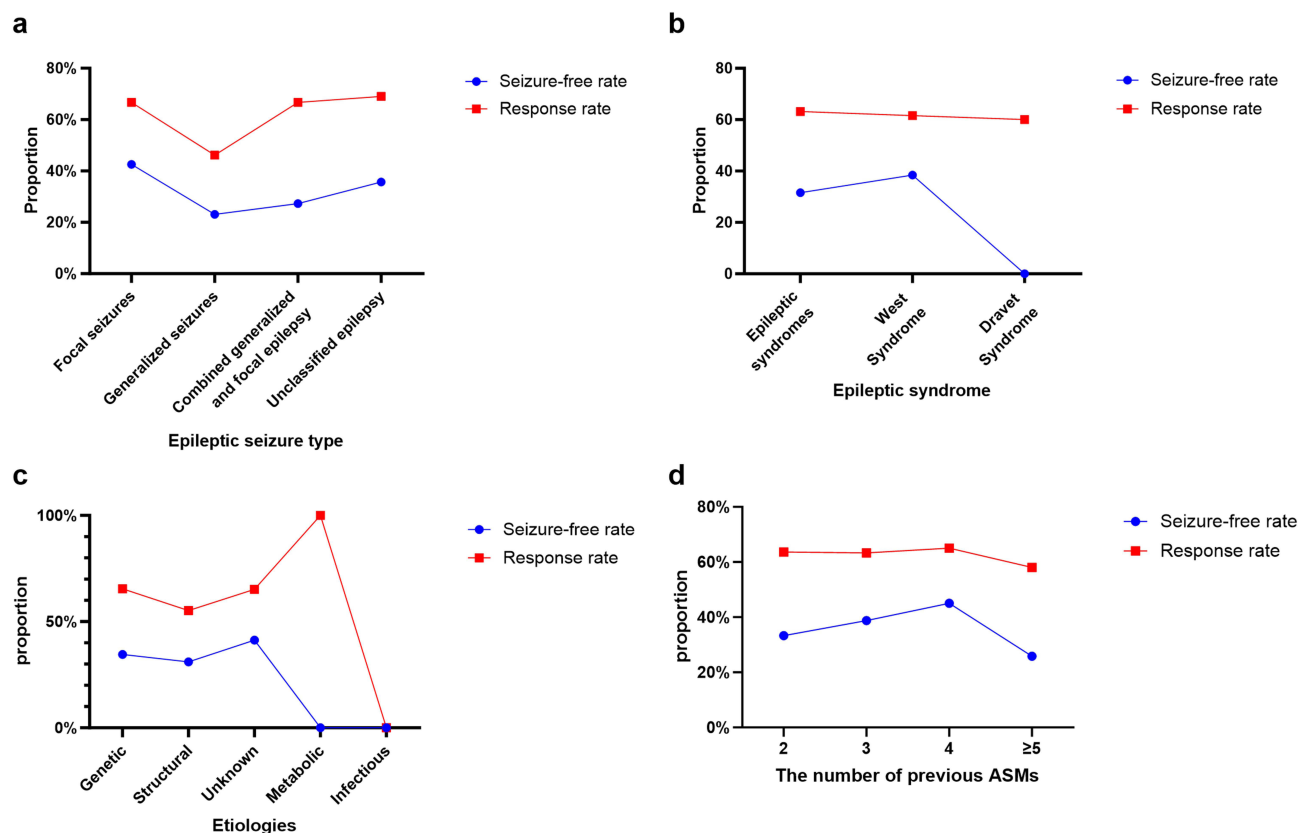 a
80%
60%
40%
20%
0%
Proportion
Focal seizures
Generalized seizures
Combined generalized
and focal epilepsy
Unclassified epilepsy
Epileptic seizure type
Seizure-free rate
Response rate
b
80
60
40
20
0
Proportion
Epileptic
syndromes
West
Syndrome
Dravet
Syndrome
Epileptic syndrome
Seizure-free rate
Response rate
c
100%
50%
0%
proportion
Genetic
Structural
Unknown
Metabolic
Infectious
Etiologies
Seizure-free rate
Response rate
d
80%
60%
40%
20%
0%
proportion
2 3 4 ≥5
The number of previous ASMs
Seizure-free rate
Response rate